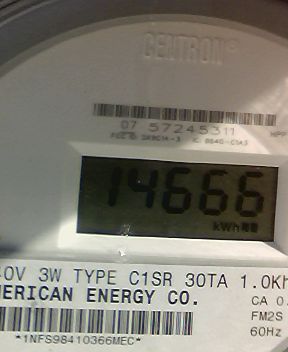 CENTRON®
07 57245311
14666
kWh
3W TYPE C1SR 30TA 1.0Kh
ERICAN ENERGY CO.
CA 0.
FM2S
60Hz
*1NFS98410366MEC*